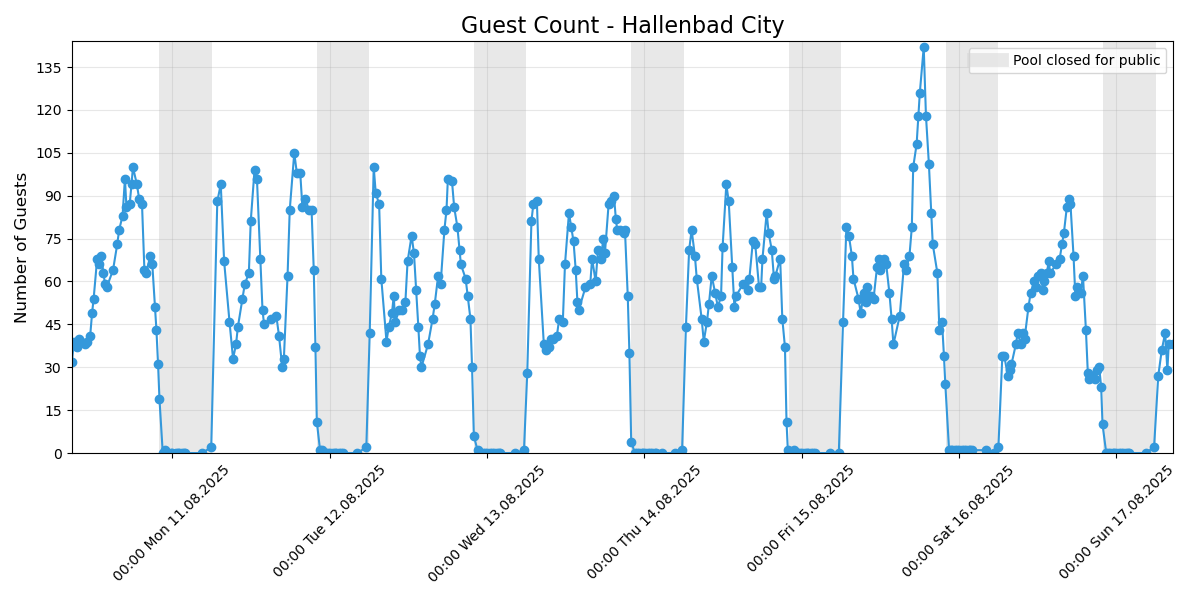 Guest Count - Hallenbad City
Pool closed for public
Number of Guests
135
120
105
90
75
60
45
30
15
0
00:00 Mon 11.08.2025
00:00 Tue 12.08.2025
00:00 Wed 13.08.2025
00:00 Thu 14.08.2025
00:00 Fri 15.08.2025
00:00 Sat 16.08.2025
00:00 Sun 17.08.2025